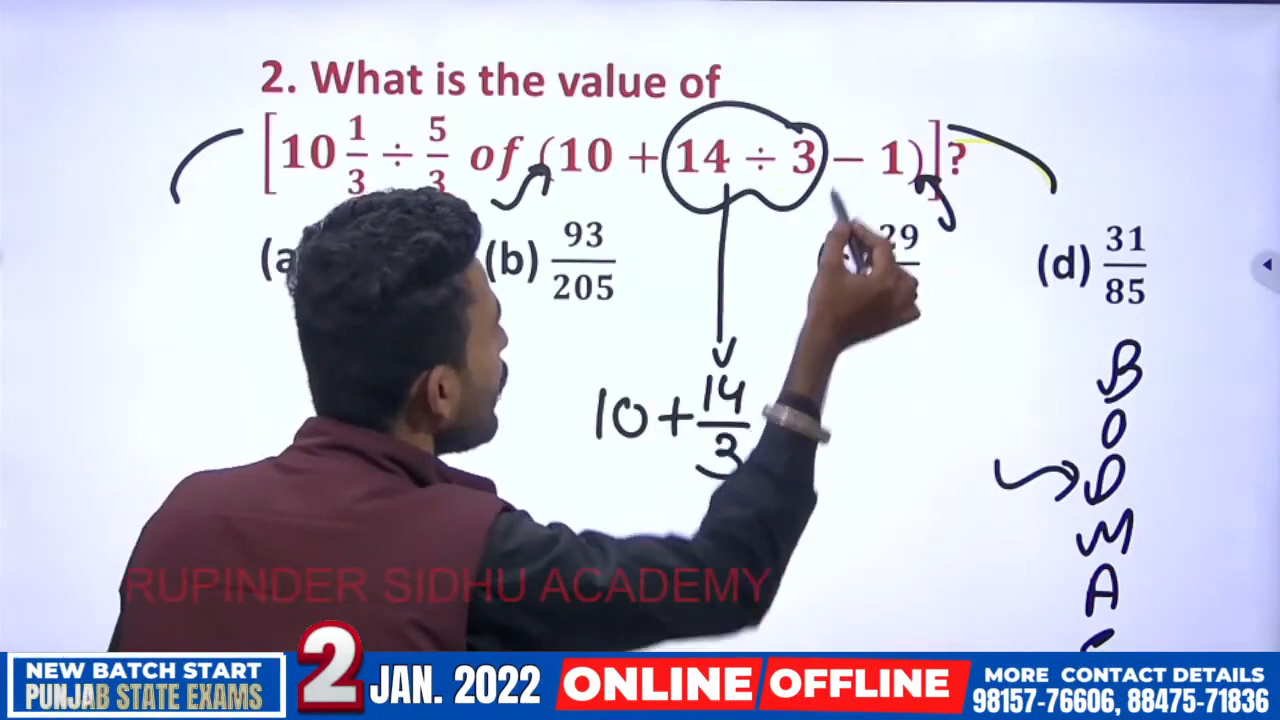 2. What is the value of
[10 1/3 ÷ 5/3 of (10 + 14 ÷ 3 − 1)]?
(a (b) 93/205 29 (d) 31/85
10 + 14/3
B
O
D
M
A
RUPINDER SIDHU ACADEMY
NEW BATCH START
PUNJAB STATE EXAMS
2 JAN. 2022
ONLINE OFFLINE
MORE CONTACT DETAILS
98157-76606, 88475-71836